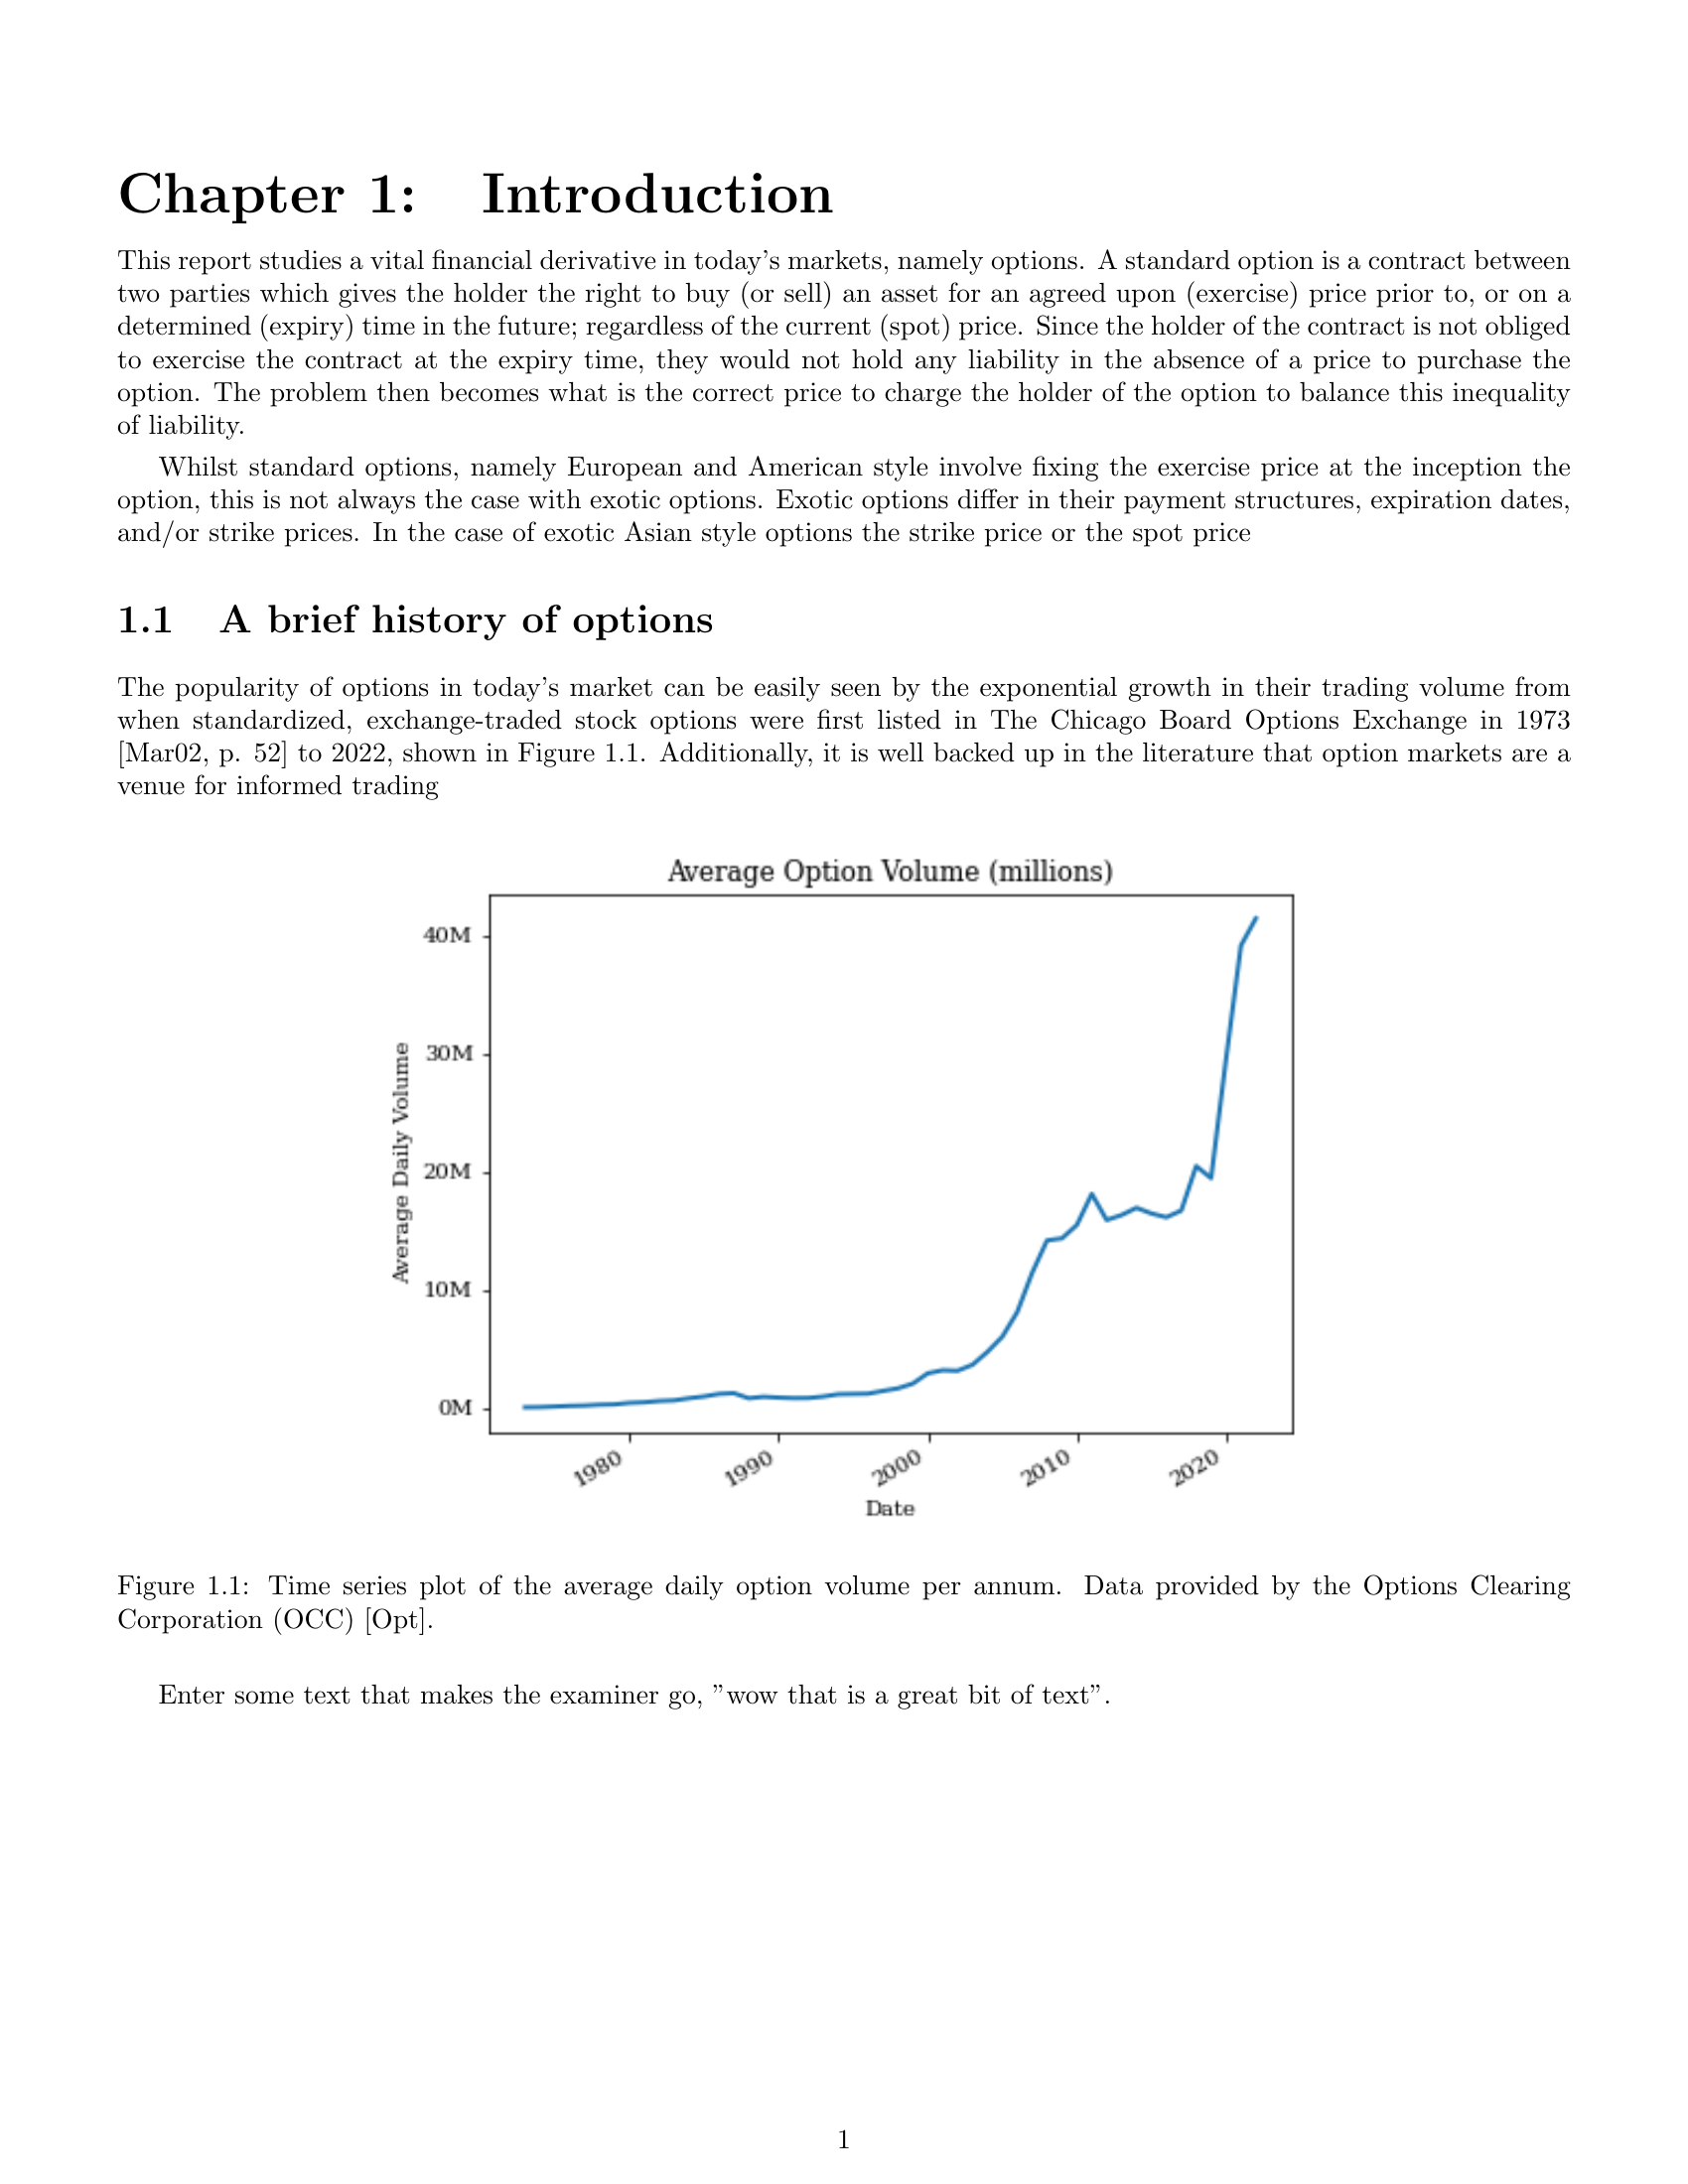 Chapter 1: Introduction
This report studies a vital financial derivative in today's markets, namely options. A standard option is a contract between
two parties which gives the holder the right to buy (or sell) an asset for an agreed upon (exercise) price prior to, or on a
determined (expiry) time in the future; regardless of the current (spot) price. Since the holder of the contract is not obliged
to exercise the contract at the expiry time, they would not hold any liability in the absence of a price to purchase the
option. The problem then becomes what is the correct price to charge the holder of the option to balance this inequality
of liability.
Whilst standard options, namely European and American style involve fixing the exercise price at the inception the
option, this is not always the case with exotic options. Exotic options differ in their payment structures, expiration dates,
and/or strike prices. In the case of exotic Asian style options the strike price or the spot price
1.1 A brief history of options
The popularity of options in today's market can be easily seen by the exponential growth in their trading volume from
when standardized, exchange-traded stock options were first listed in The Chicago Board Options Exchange in 1973
[Mar02, p. 52] to 2022, shown in Figure 1.1. Additionally, it is well backed up in the literature that option markets are a
venue for informed trading
Average Option Volume (millions)
Average Daily Volume
40M
30M
20M
10M
0M
1980 1990 2000 2010 2020
Date
Figure 1.1: Time series plot of the average daily option volume per annum. Data provided by the Options Clearing
Corporation (OCC) [Opt].
Enter some text that makes the examiner go, ”wow that is a great bit of text”.
1